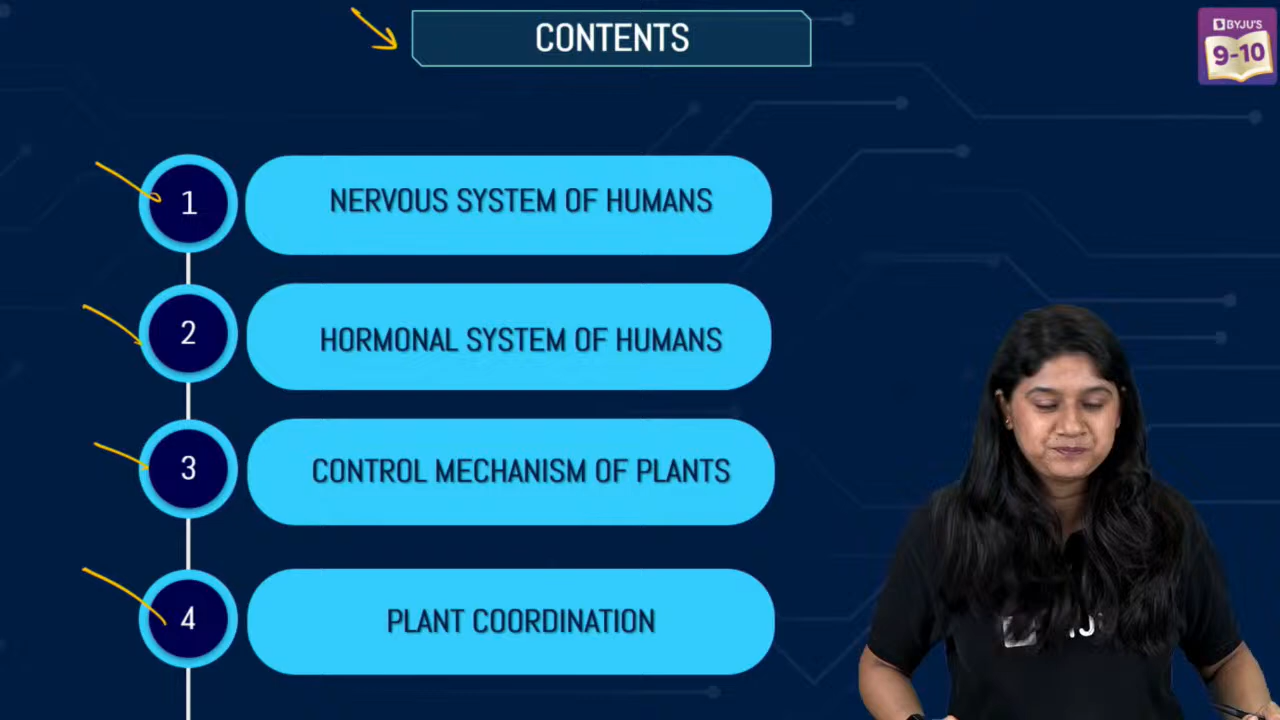 CONTENTS
BYJU'S
9-10
1
NERVOUS SYSTEM OF HUMANS
2
HORMONAL SYSTEM OF HUMANS
3
CONTROL MECHANISM OF PLANTS
4
PLANT COORDINATION